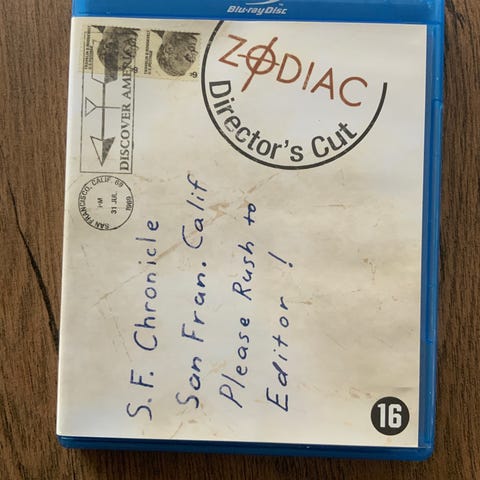 Blu-ray Disc
ZODIAC
Director's Cut
DISCOVER AMERICA
SAN FRANCISCO, CALIF. 69
PM
31 JUL
1969
S.F. Chronicle
San Fran. Calif
Please Rush to
Editor !
16